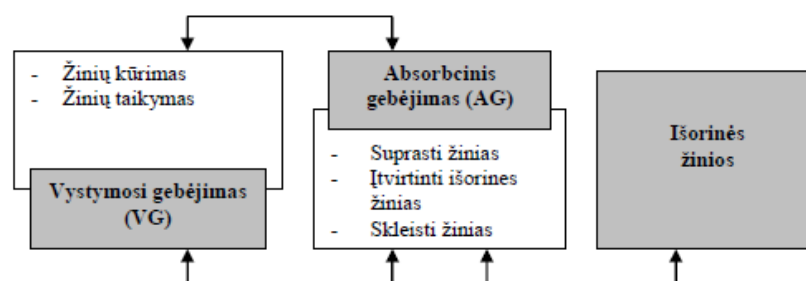 - Žinių kūrimas
- Žinių taikymas
Vystymosi gebėjimas
(VG)
Absorbcinis
gebėjimas (AG)
- Suprasti žinias
- Įtvirtinti išorines
žinias
- Skleisti žinias
Išorinės
žinios